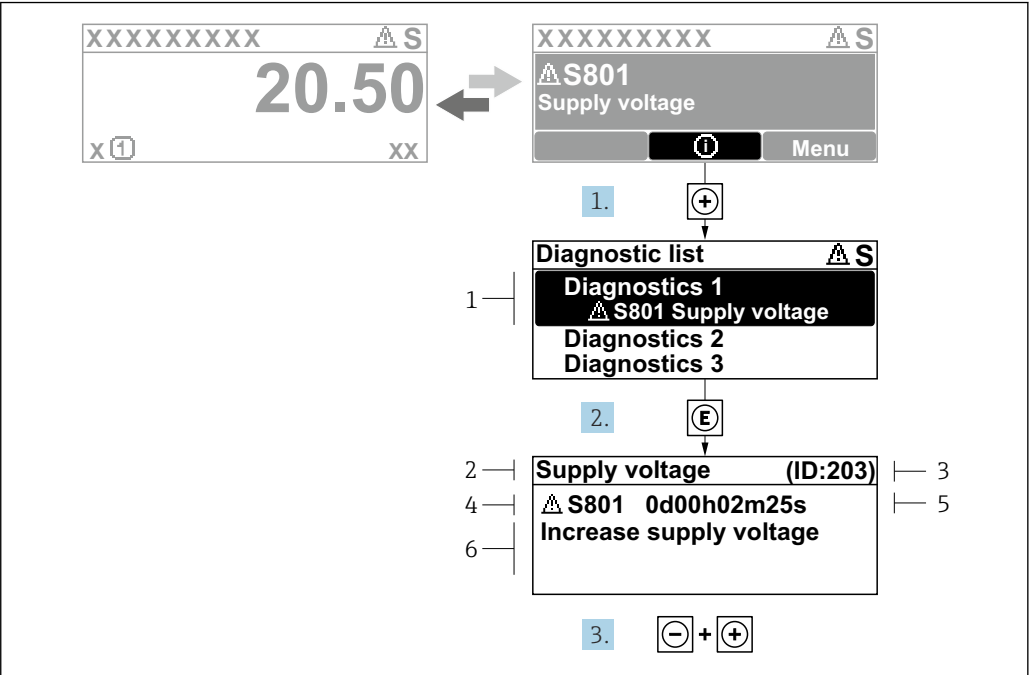 XXXXXXXXX ⚠ S
20.50
X 1 XX
XXXXXXXXX ⚠ S
⚠ S801
Supply voltage
i Menu
1. +
Diagnostic list ⚠ S
1 Diagnostics 1
⚠ S801 Supply voltage
Diagnostics 2
Diagnostics 3
2. E
2 Supply voltage (ID:203) 3
4 ⚠ S801 0d00h02m25s 5
6 Increase supply voltage
3. - + +